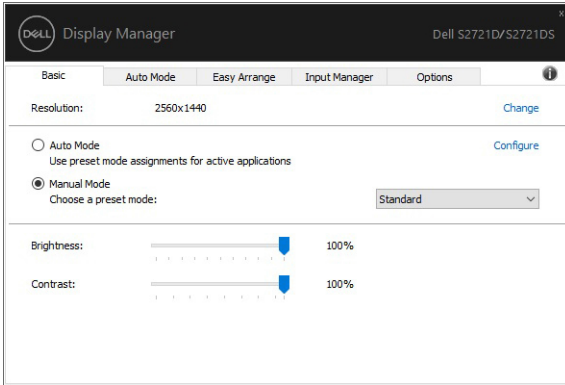 DELL Display Manager Dell S2721D/S2721DS
Basic Auto Mode Easy Arrange Input Manager Options
Resolution: 2560x1440 Change
Auto Mode Configure
Use preset mode assignments for active applications
Manual Mode
Choose a preset mode: Standard
Brightness: 100%
Contrast: 100%